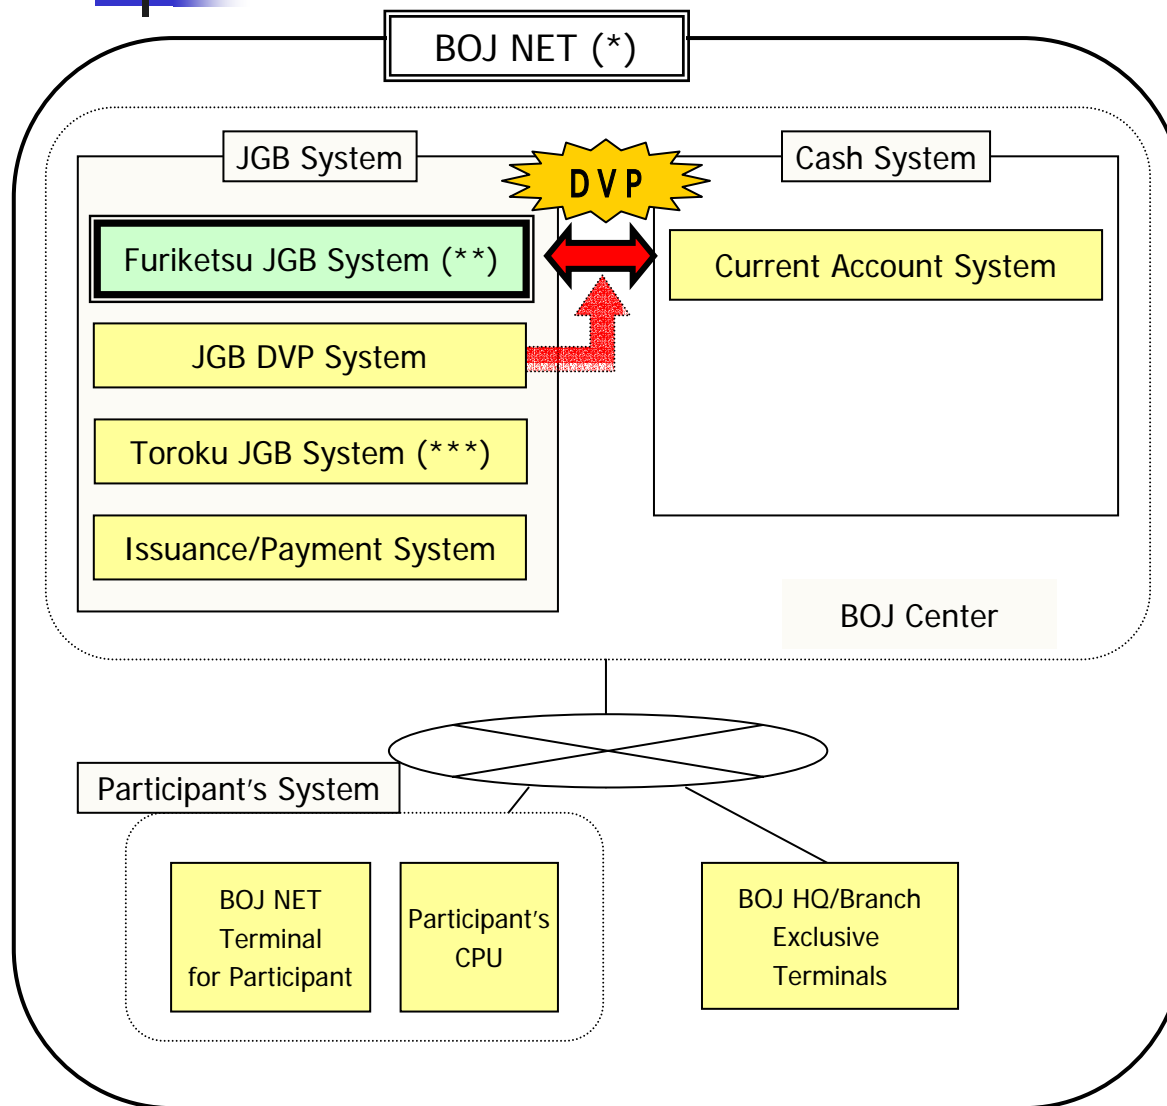 BOJ NET (*)
JGB System
DVP
Cash System
Furiketsu JGB System (**)
Current Account System
JGB DVP System
Toroku JGB System (***)
Issuance/Payment System
BOJ Center
Participant's System
BOJ NET
Terminal
for Participant
Participant's
CPU
BOJ HQ/Branch
Exclusive
Terminals